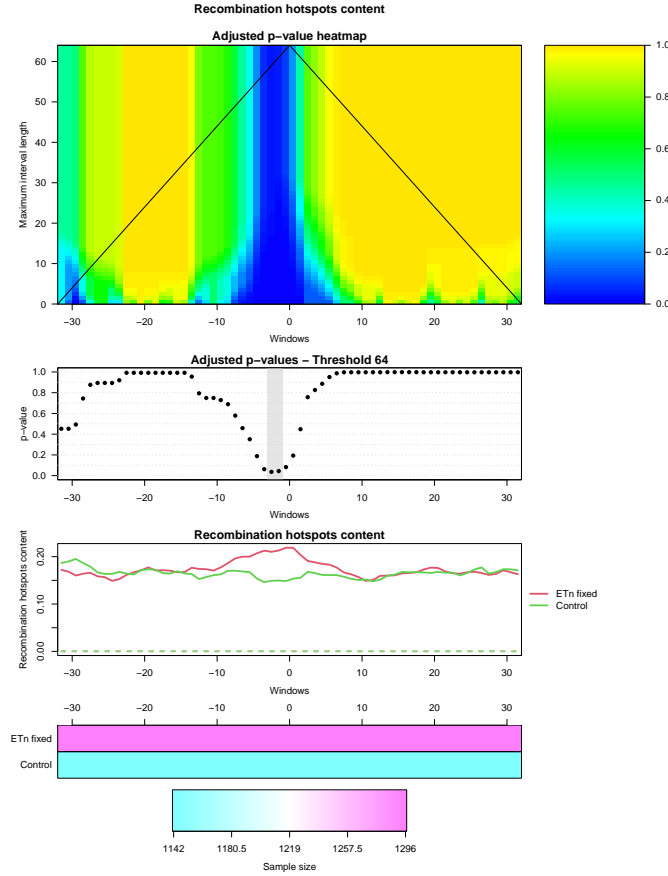 Recombination hotspots content
Adjusted p−value heatmap
Maximum interval length
0 10 20 30 40 50 60
−30 −20 −10 0 10 20 30
Windows
0.0 0.2 0.4 0.6 0.8 1.0
Adjusted p−values − Threshold 64
p−value
0.0 0.2 0.4 0.6 0.8 1.0
−30 −20 −10 0 10 20 30
Windows
Recombination hotspots content
Recombination hotspots content
0.00 0.10 0.20
−30 −20 −10 0 10 20 30
Windows
ETn fixed
Control
−30 −20 −10 0 10 20 30
ETn fixed
Control
1142 1180.5 1219 1257.5 1296
Sample size